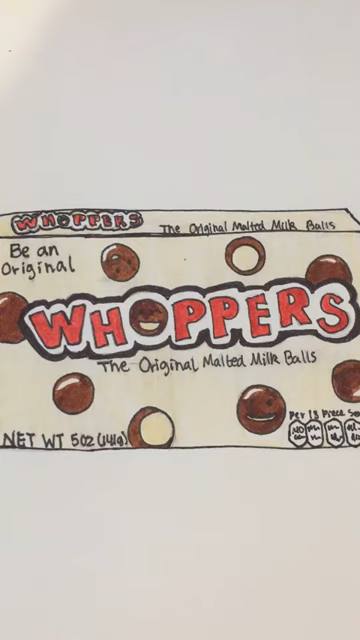 WHOPPERS The Original Malted Milk Balls
Be an
Original
WHOPPERS
The Original Malted Milk Balls
Per 13 Piece
NET WT 5OZ (141g)